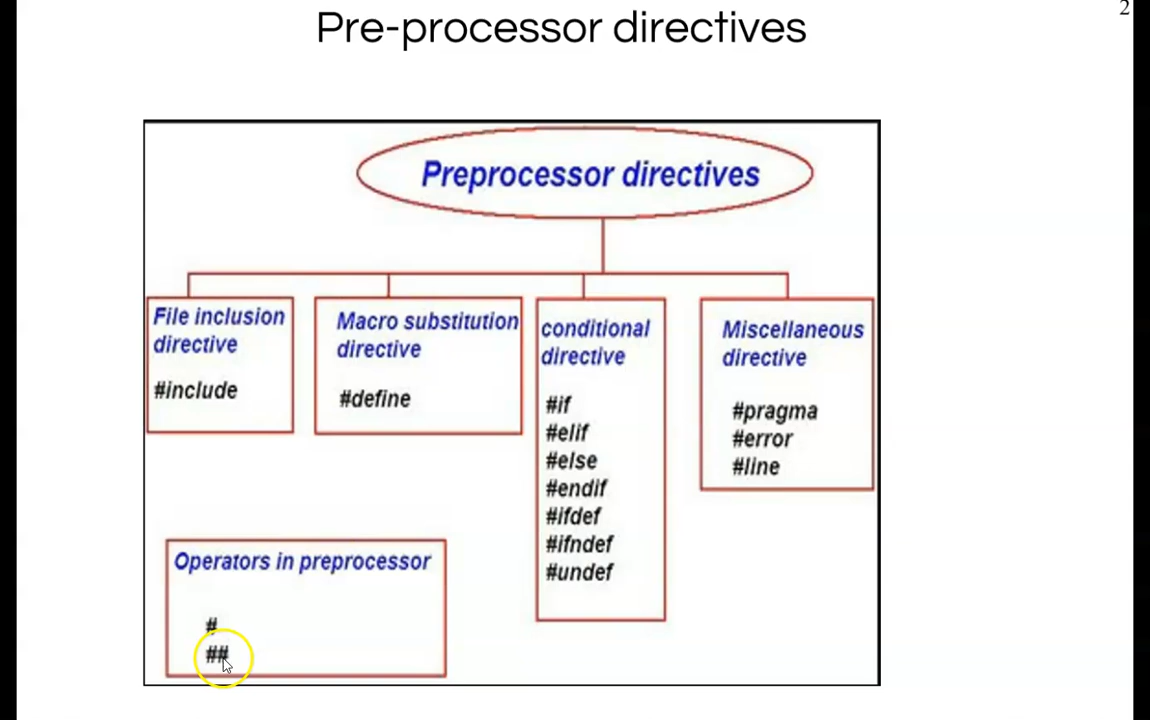 2
Pre-processor directives
Preprocessor directives
File inclusion
directive
#include
Macro substitution
directive
#define
conditional
directive
#if
#elif
#else
#endif
#ifdef
#ifndef
#undef
Miscellaneous
directive
#pragma
#error
#line
Operators in preprocessor
#
##